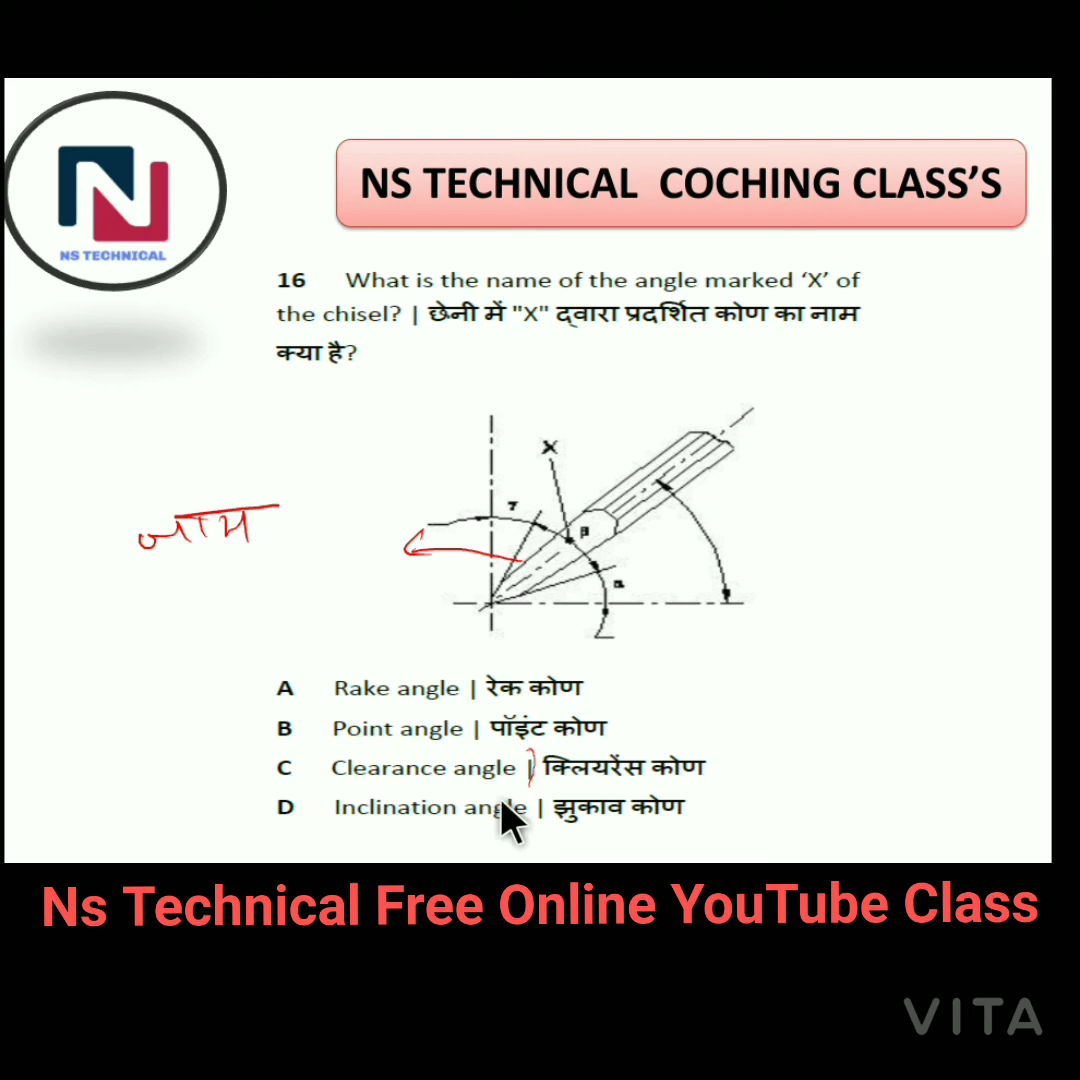 NS TECHNICAL
NS TECHNICAL COCHING CLASS'S
16 What is the name of the angle marked ‘X’ of
the chisel? | छेनी में "X" द्वारा प्रदर्शित कोण का नाम
क्या है?
X
γ
β
α
नाम
A Rake angle | रेक कोण
B Point angle | पॉइंट कोण
C Clearance angle | क्लियरेंस कोण
D Inclination angle | झुकाव कोण
Ns Technical Free Online YouTube Class
VITA